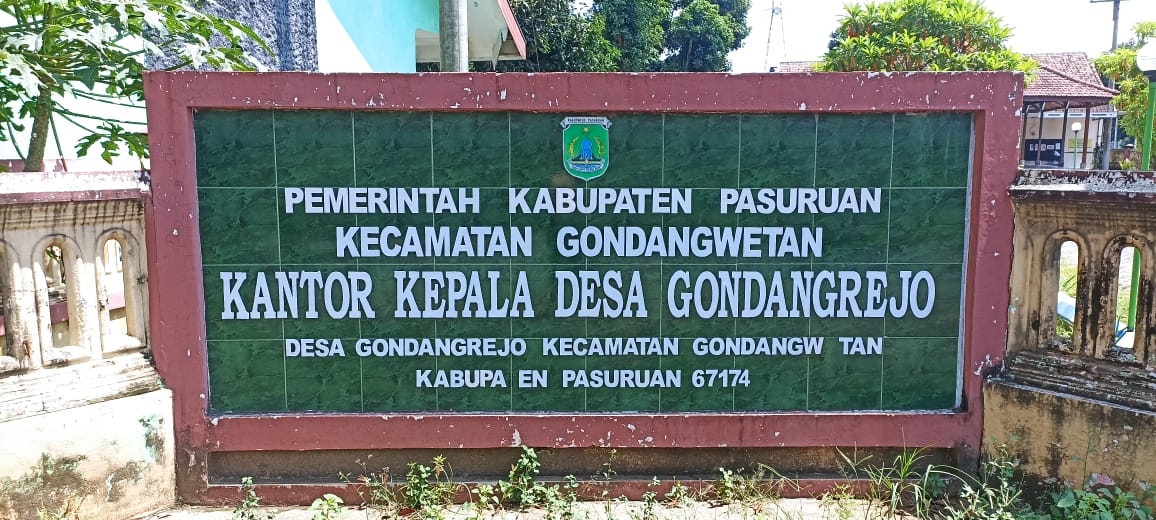 PEMERINTAH KABUPATEN PASURUAN
KECAMATAN GONDANGWETAN
KANTOR KEPALA DESA GONDANGREJO
DESA GONDANGREJO KECAMATAN GONDANGW TAN
KABUPA EN PASURUAN 67174